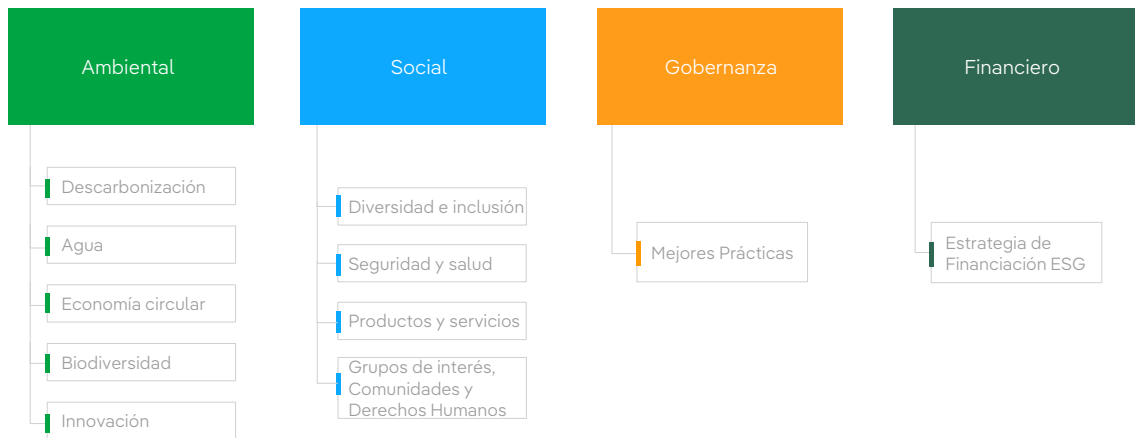 Ambiental
Social
Gobernanza
Financiero
Descarbonización
Agua
Economía circular
Biodiversidad
Innovación
Diversidad e inclusión
Seguridad y salud
Productos y servicios
Grupos de interés,
Comunidades y
Derechos Humanos
Mejores Prácticas
Estrategia de
Financiación ESG